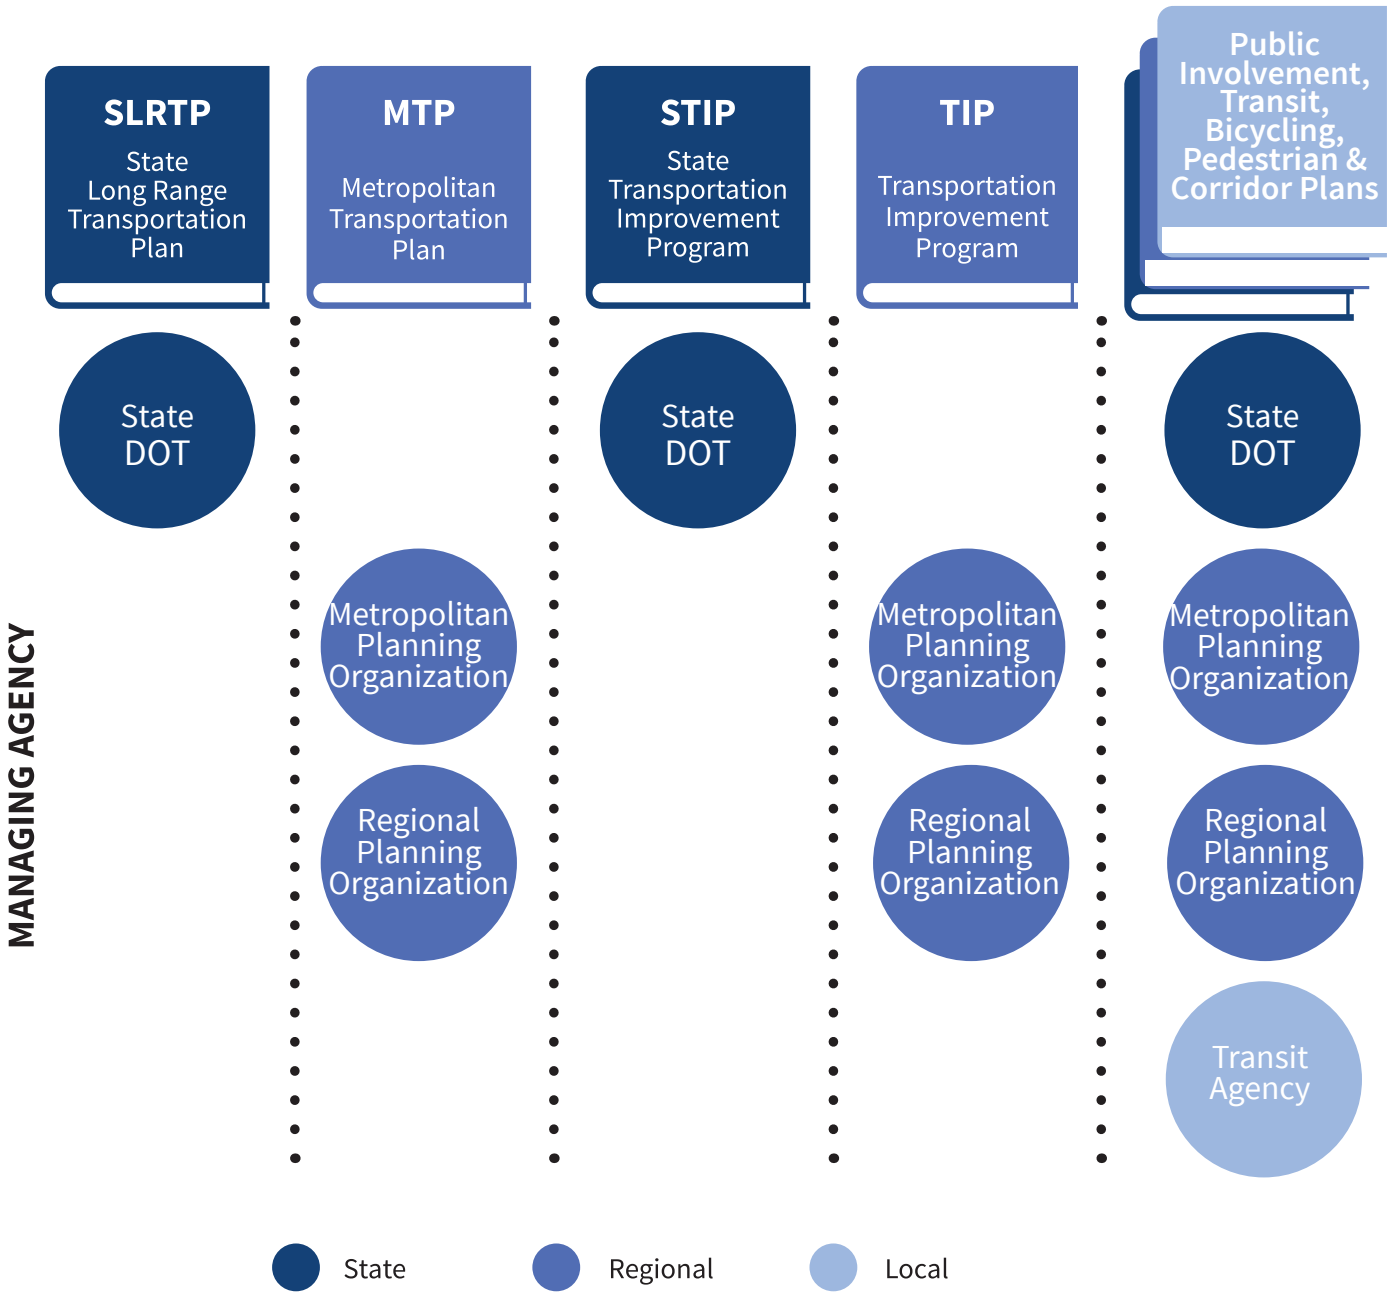 SLRTP
State
Long Range
Transportation
Plan
MTP
Metropolitan
Transportation
Plan
STIP
State
Transportation
Improvement
Program
TIP
Transportation
Improvement
Program
Public
Involvement,
Transit,
Bicycling,
Pedestrian &
Corridor Plans
MANAGING AGENCY
State
DOT
State
DOT
State
DOT
Metropolitan
Planning
Organization
Metropolitan
Planning
Organization
Metropolitan
Planning
Organization
Regional
Planning
Organization
Regional
Planning
Organization
Regional
Planning
Organization
Transit
Agency
State
Regional
Local